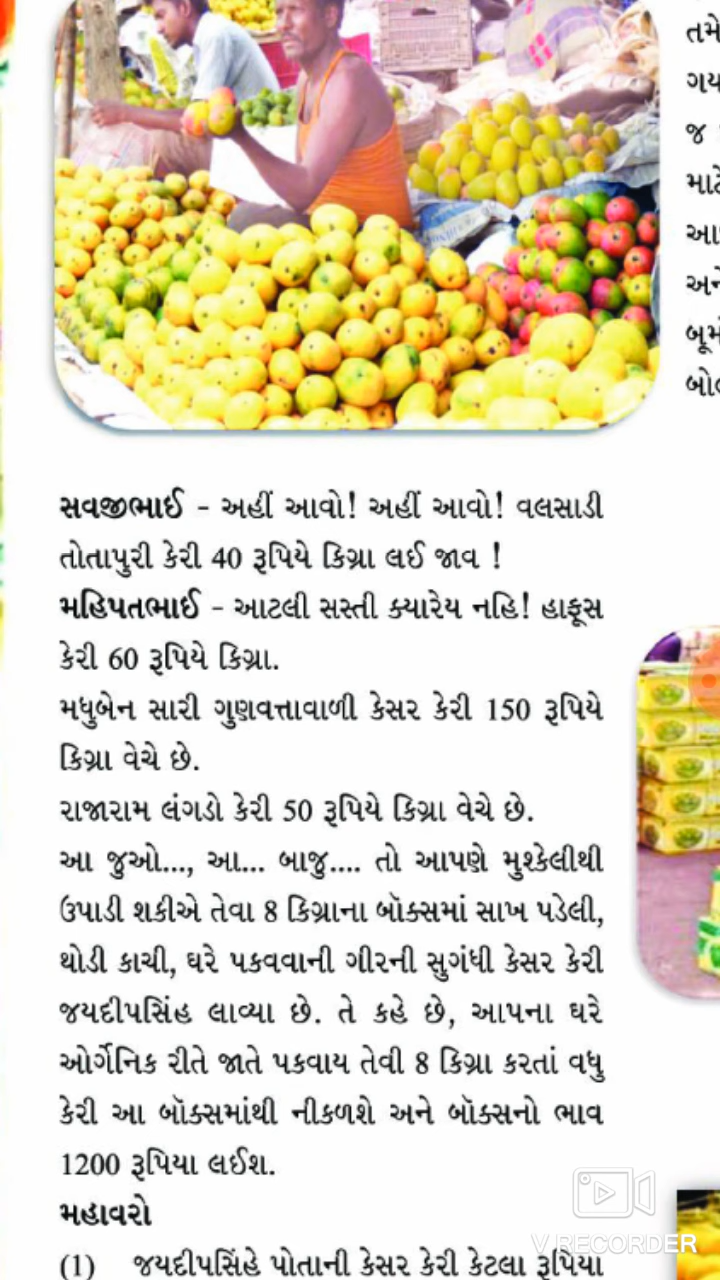 સવજીભાઈ - અહીં આવો! અહીં આવો! વલસાડી
તોતાપુરી કેરી 40 રૂપિયે કિગ્રા લઈ જાવ !
મહિપતભાઈ - આટલી સસ્તી ક્યારેય નહિ! હાફૂસ
કેરી 60 રૂપિયે કિગ્રા.
મધુબેન સારી ગુણવત્તાવાળી કેસર કેરી 150 રૂપિયે
કિગ્રા વેચે છે.
રાજારામ લંગડો કેરી 50 રૂપિયે કિગ્રા વેચે છે.
આ જુઓ..., આ... બાજુ.... તો આપણે મુશ્કેલીથી
ઉપાડી શકીએ તેવા 8 કિગ્રાના બૉક્સમાં સાખ પડેલી,
થોડી કાચી, ઘરે પકવવાની ગીરની સુગંધી કેસર કેરી
જયદીપસિંહ લાવ્યા છે. તે કહે છે, આપના ઘરે
ઓર્ગેનિક રીતે જાતે પકવાય તેવી 8 કિગ્રા કરતાં વધુ
કેરી આ બૉક્સમાંથી નીકળશે અને બૉક્સનો ભાવ
1200 રૂપિયા લઈશ.
મહાવરો
(1) જયદીપસિંહે પોતાની કેસર કેરી કેટલા રૂપિયા
તમે
જ
V RECORDER